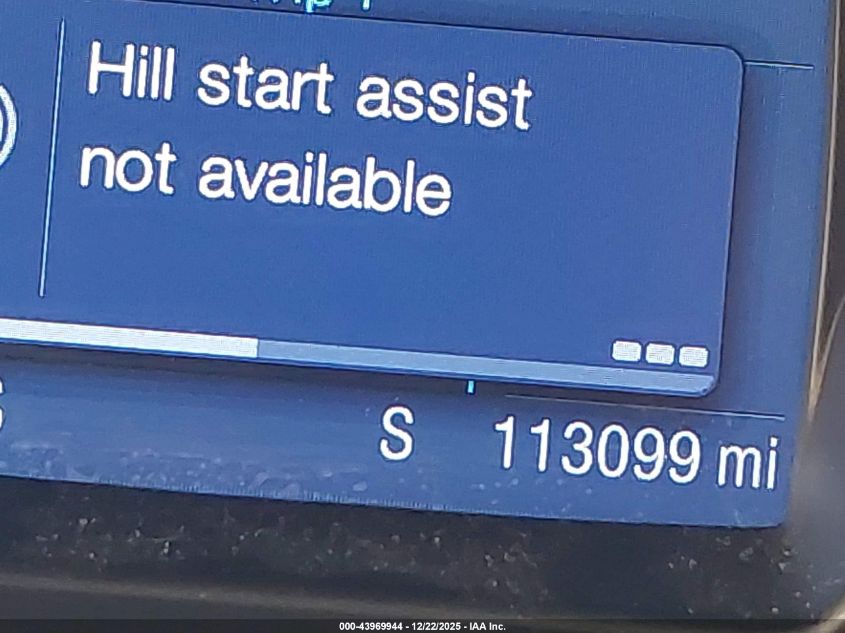 Hill start assist
not available
S 113099 mi
000-43969944 - 12/22/2025 - IAA Inc.